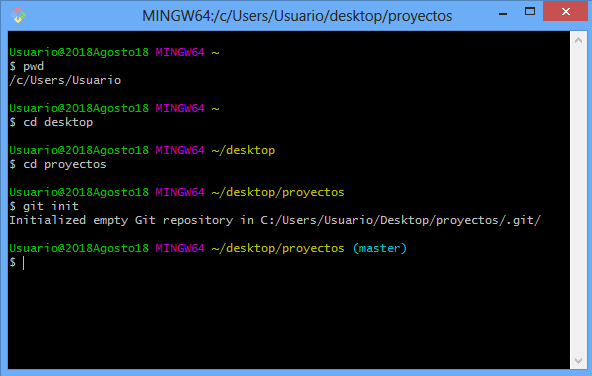 MINGW64:/c/Users/Usuario/desktop/proyectos
Usuario@2018Agosto18 MINGW64 ~
$ pwd
/c/Users/Usuario
Usuario@2018Agosto18 MINGW64 ~
$ cd desktop
Usuario@2018Agosto18 MINGW64 ~/desktop
$ cd proyectos
Usuario@2018Agosto18 MINGW64 ~/desktop/proyectos
$ git init
Initialized empty Git repository in C:/Users/Usuario/Desktop/proyectos/.git/
Usuario@2018Agosto18 MINGW64 ~/desktop/proyectos (master)
$